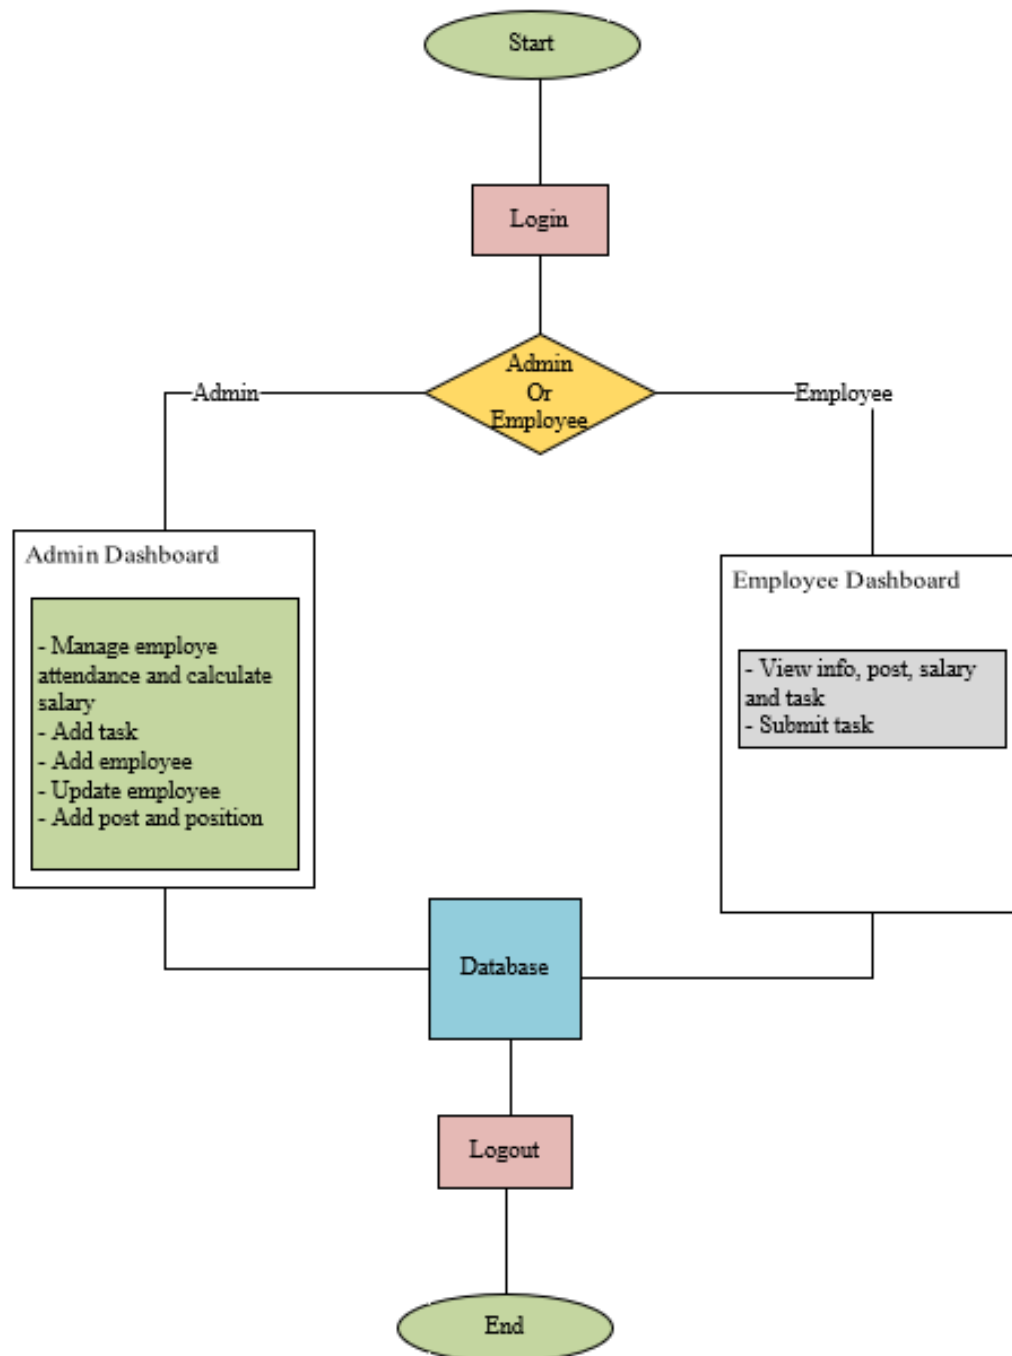 Start
Login
Admin
Or
Employee
Admin
Employee
Admin Dashboard
- Manage employe
attendance and calculate
salary
- Add task
- Add employee
- Update employee
- Add post and position
Employee Dashboard
- View info, post, salary
and task
- Submit task
Database
Logout
End